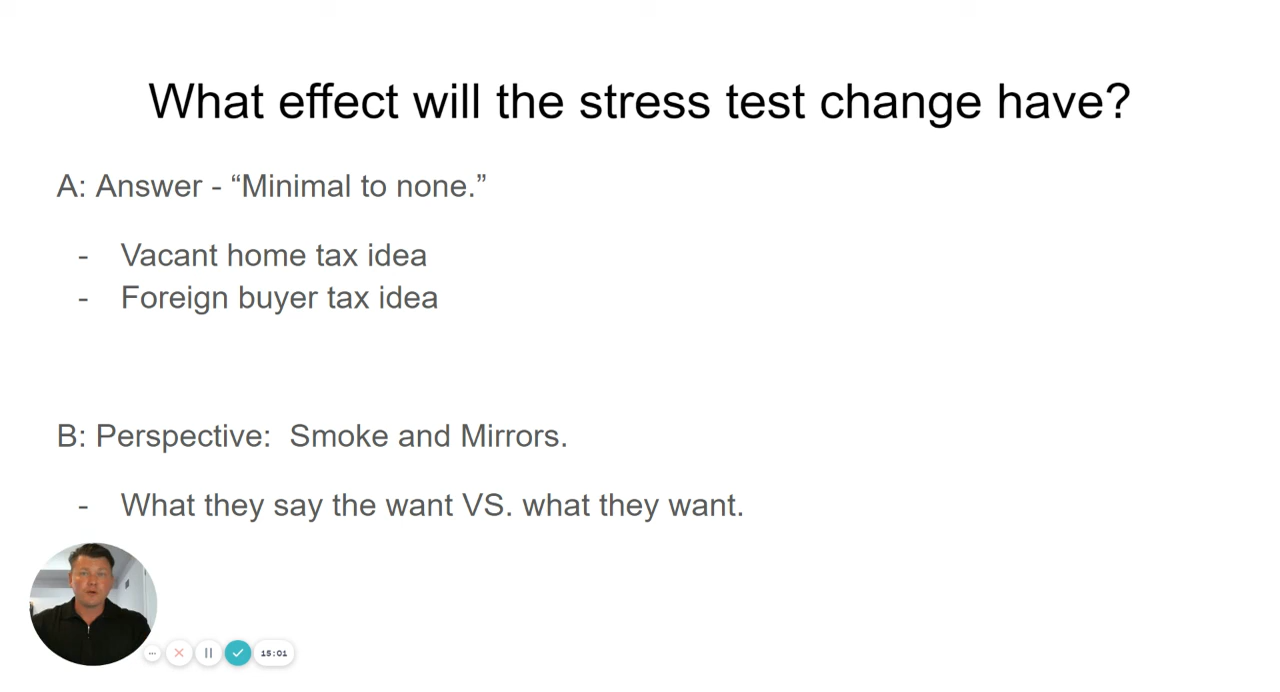 What effect will the stress test change have?
A: Answer - “Minimal to none.”
- Vacant home tax idea
- Foreign buyer tax idea
B: Perspective:  Smoke and Mirrors.
- What they say the want VS. what they want.
15:01